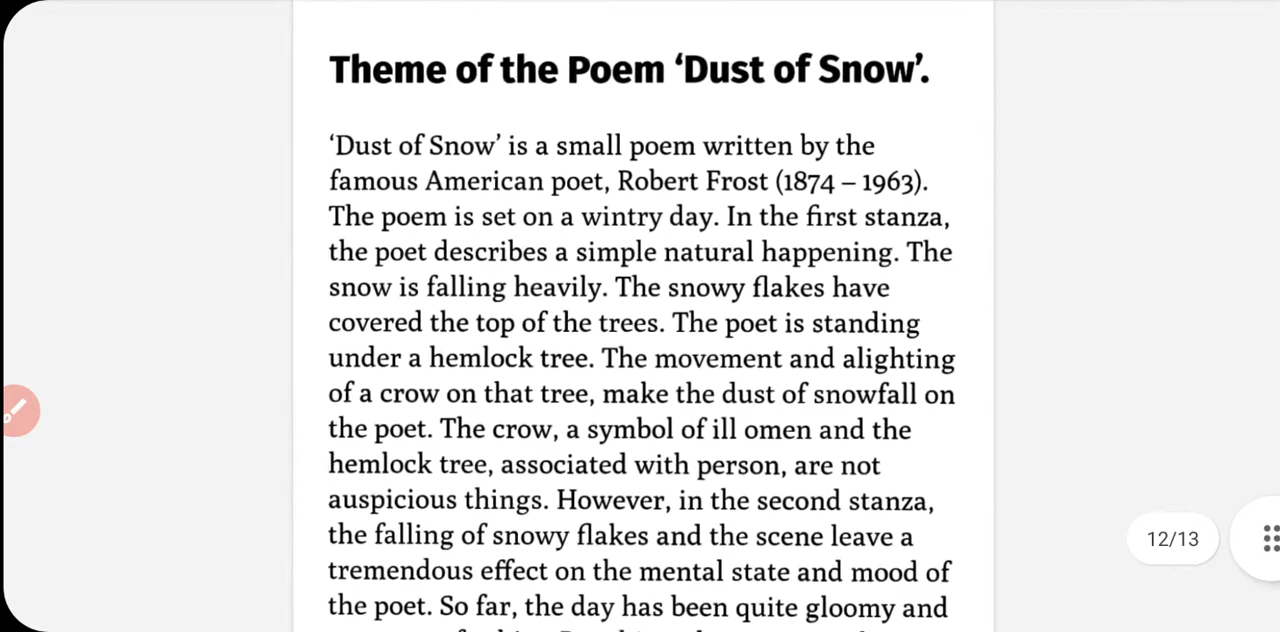 Theme of the Poem ‘Dust of Snow’.
‘Dust of Snow’ is a small poem written by the
famous American poet, Robert Frost (1874 – 1963).
The poem is set on a wintry day. In the first stanza,
the poet describes a simple natural happening. The
snow is falling heavily. The snowy flakes have
covered the top of the trees. The poet is standing
under a hemlock tree. The movement and alighting
of a crow on that tree, make the dust of snowfall on
the poet. The crow, a symbol of ill omen and the
hemlock tree, associated with person, are not
auspicious things. However, in the second stanza,
the falling of snowy flakes and the scene leave a
tremendous effect on the mental state and mood of
the poet. So far, the day has been quite gloomy and
12/13